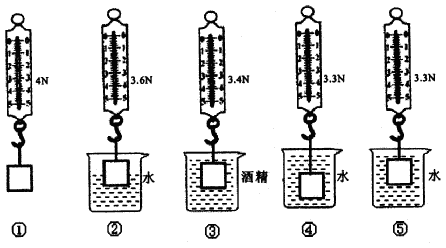 4N 3.6N 3.4N 3.3N 3.3N
水 酒精 水 水
① ② ③ ④ ⑤